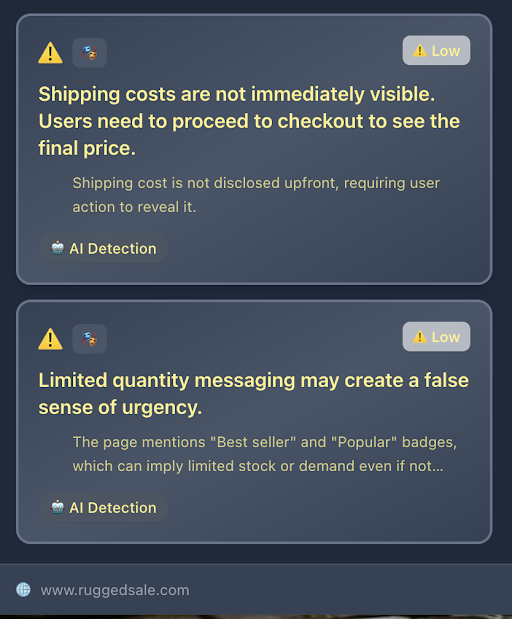 Low
Shipping costs are not immediately visible.
Users need to proceed to checkout to see the
final price.
Shipping cost is not disclosed upfront, requiring user
action to reveal it.
AI Detection
Low
Limited quantity messaging may create a false
sense of urgency.
The page mentions "Best seller" and "Popular" badges,
which can imply limited stock or demand even if not...
AI Detection
www.ruggedsale.com